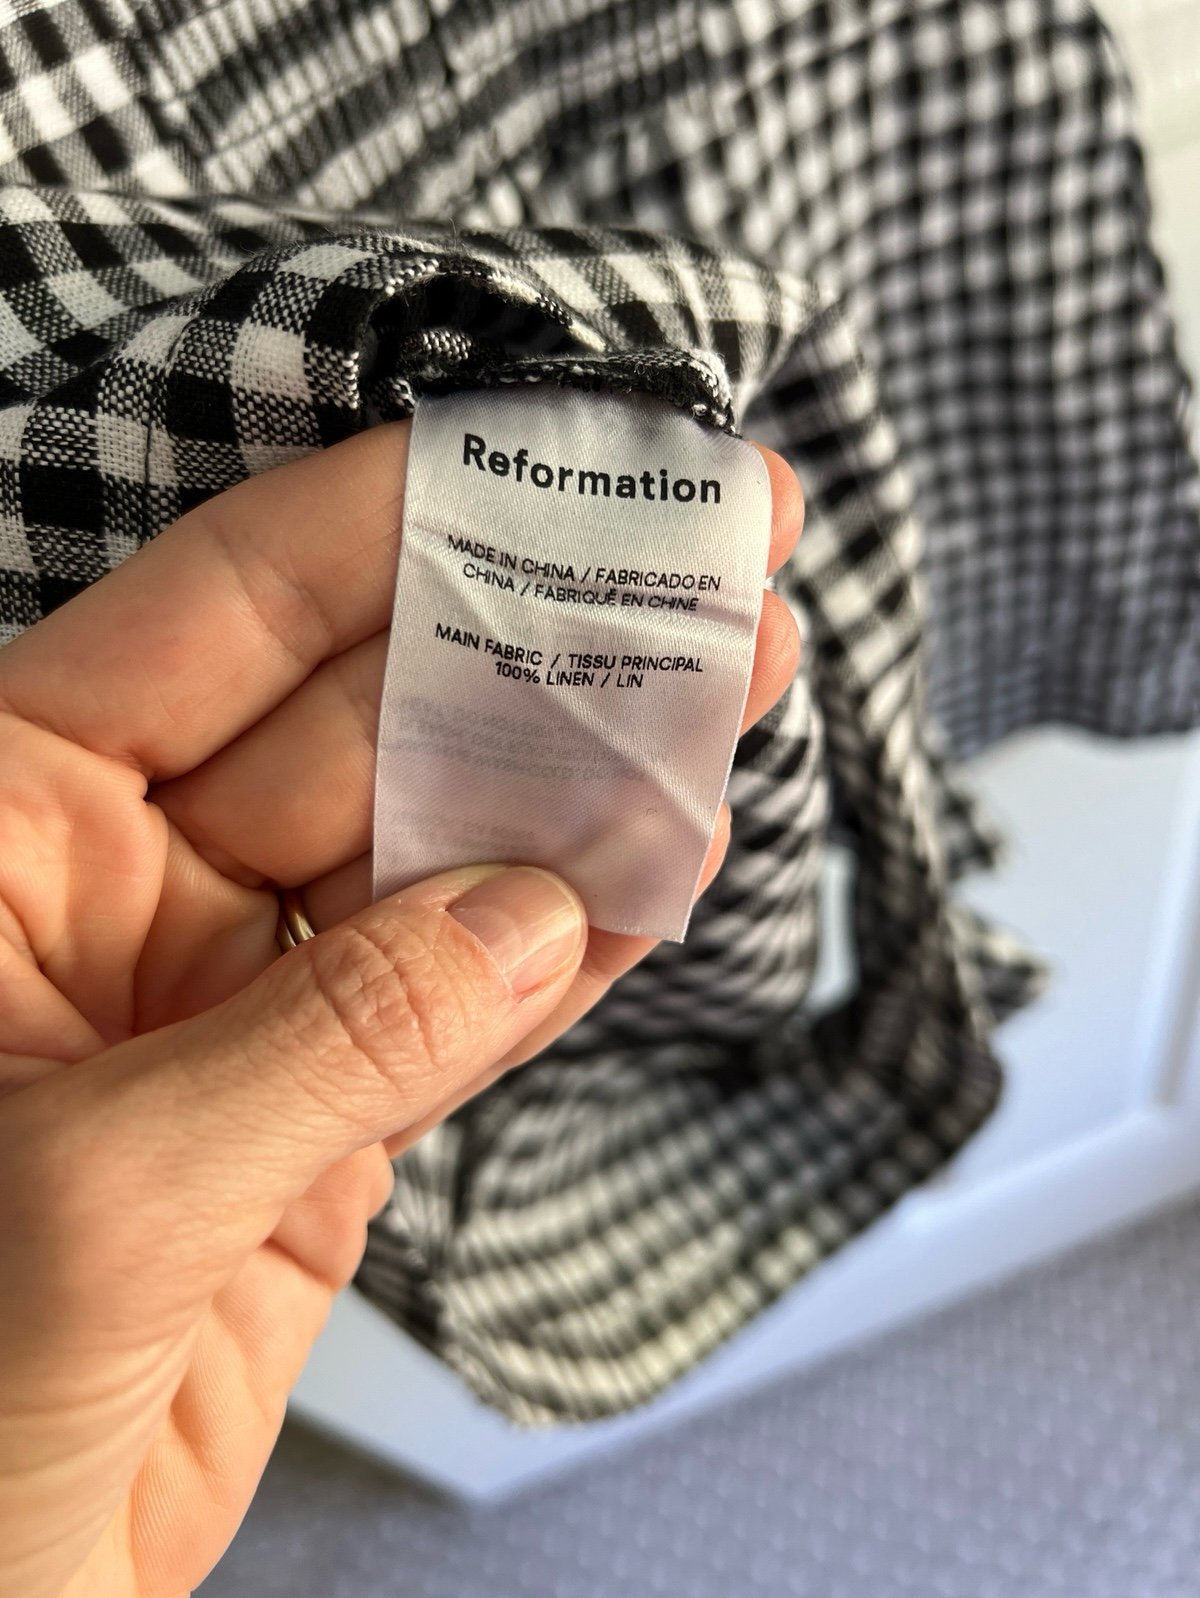 Reformation
MADE IN CHINA / FABRICADO EN
CHINA / FABRIQUÉ EN CHINE
MAIN FABRIC / TISSU PRINCIPAL
100% LINEN / LIN